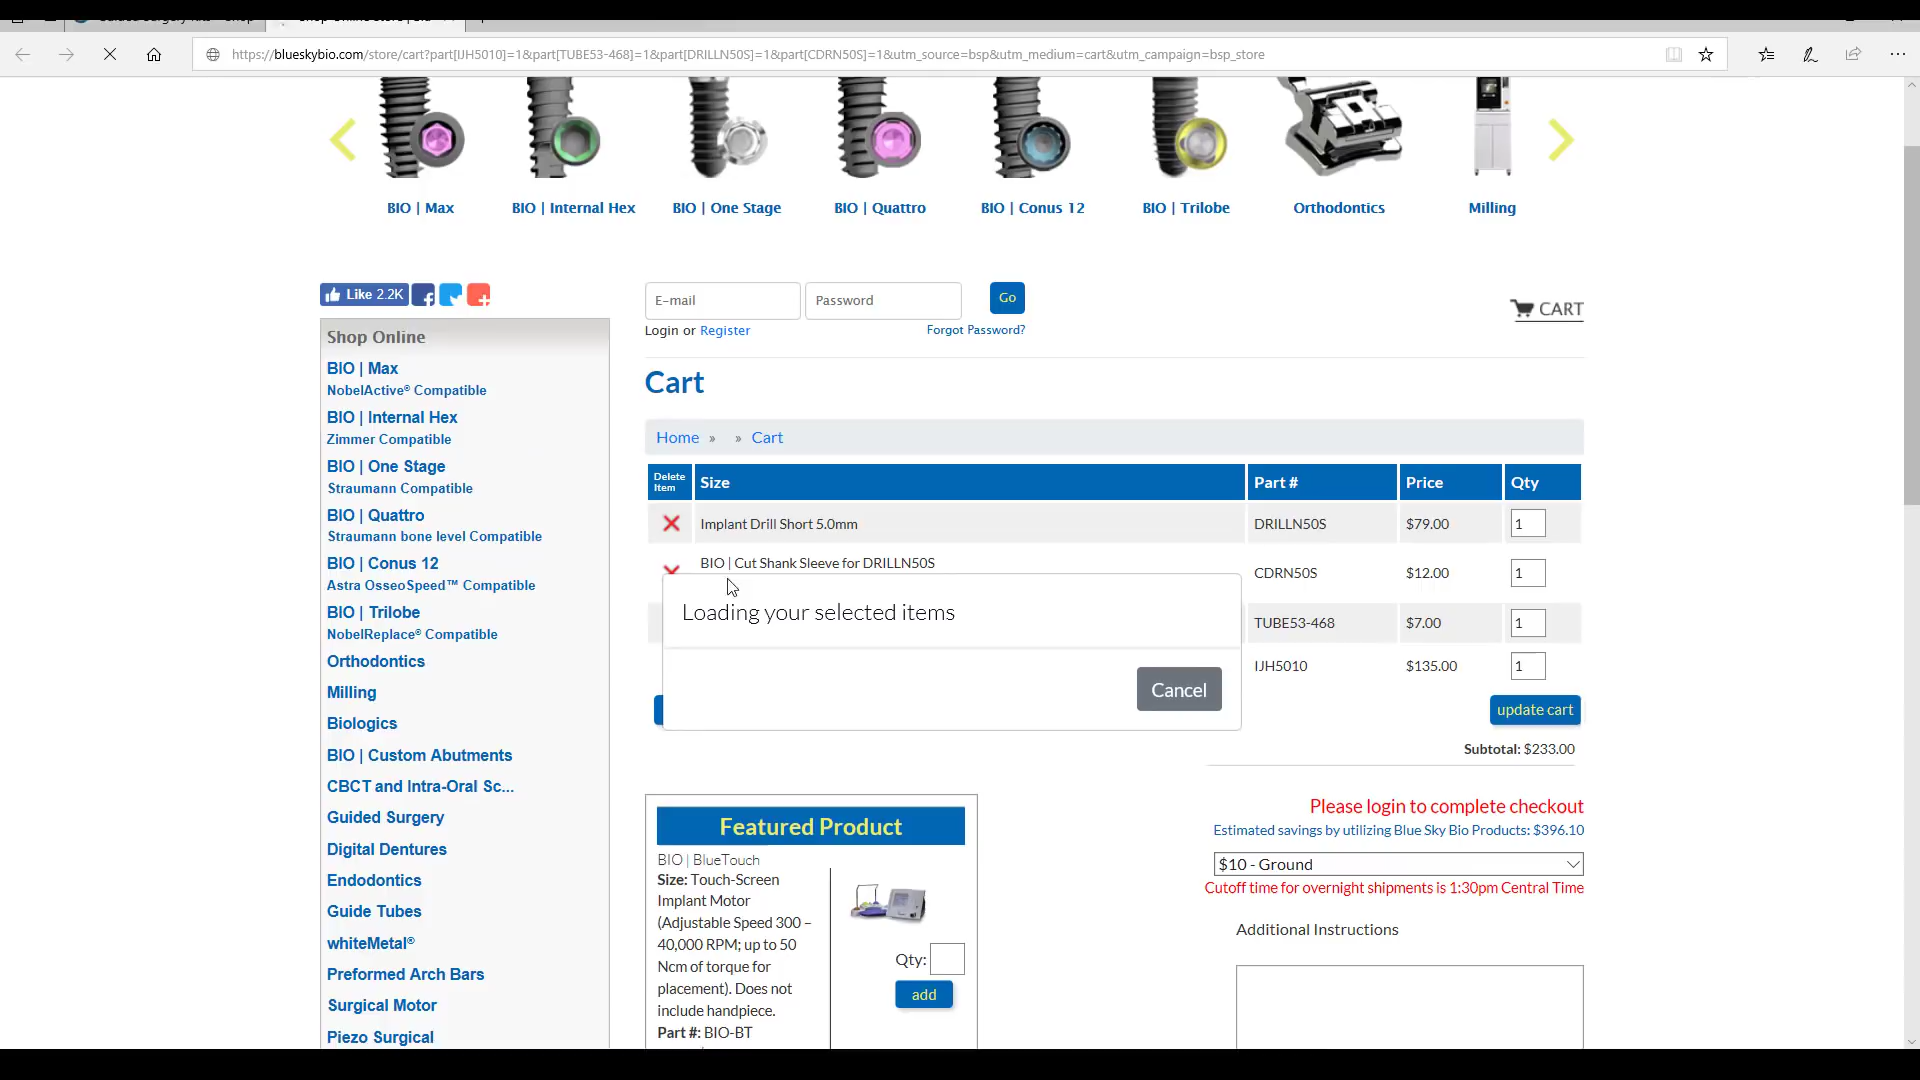 https://blueskybio.com/store/cart?part[IJH5010]=1&part[TUBE53-468]=1&part[DRILLN50S]=1&part[CDRN50S]=1&utm_source=bsp&utm_medium=cart&utm_campaign=bsp_store
BIO | Max
BIO | Internal Hex
BIO | One Stage
BIO | Quattro
BIO | Conus 12
BIO | Trilobe
Orthodontics
Milling
Like 2.2K
E-mail
Password
Go
Login or Register
Forgot Password?
CART
Shop Online
BIO | Max
NobelActive® Compatible
BIO | Internal Hex
Zimmer Compatible
BIO | One Stage
Straumann Compatible
BIO | Quattro
Straumann bone level Compatible
BIO | Conus 12
Astra OsseoSpeed™ Compatible
BIO | Trilobe
NobelReplace® Compatible
Orthodontics
Milling
Biologics
BIO | Custom Abutments
CBCT and Intra-Oral Sc...
Guided Surgery
Digital Dentures
Endodontics
Guide Tubes
whiteMetal®
Preformed Arch Bars
Surgical Motor
Piezo Surgical
Cart
Home » » Cart
Delete Item
Size
Part #
Price
Qty
Implant Drill Short 5.0mm
DRILLN50S
$79.00
1
BIO | Cut Shank Sleeve for DRILLN50S
CDRN50S
$12.00
1
TUBE53-468
$7.00
1
IJH5010
$135.00
1
Loading your selected items
Cancel
update cart
Subtotal: $233.00
Please login to complete checkout
Estimated savings by utilizing Blue Sky Bio Products: $396.10
$10 - Ground
Cutoff time for overnight shipments is 1:30pm Central Time
Additional Instructions
Featured Product
BIO | BlueTouch
Size: Touch-Screen
Implant Motor
(Adjustable Speed 300 –
40,000 RPM; up to 50
Ncm of torque for
placement). Does not
include handpiece.
Part #: BIO-BT
Qty:
add